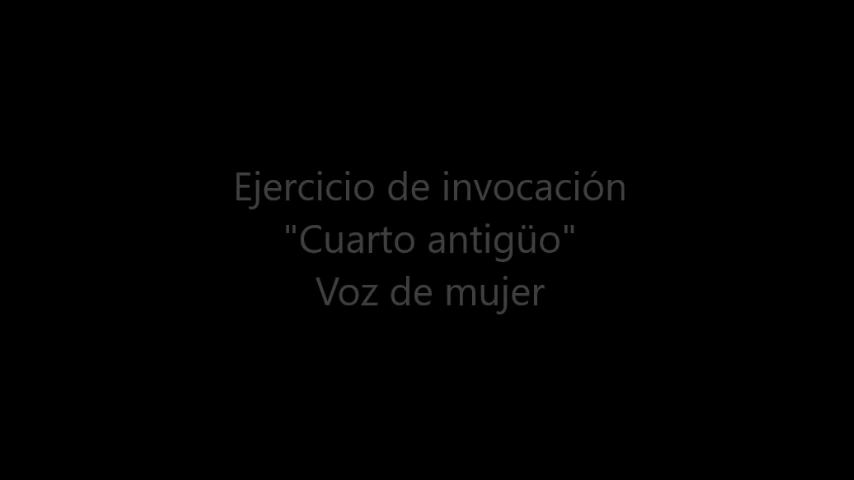 Ejercicio de invocación
"Cuarto antigüo"
Voz de mujer